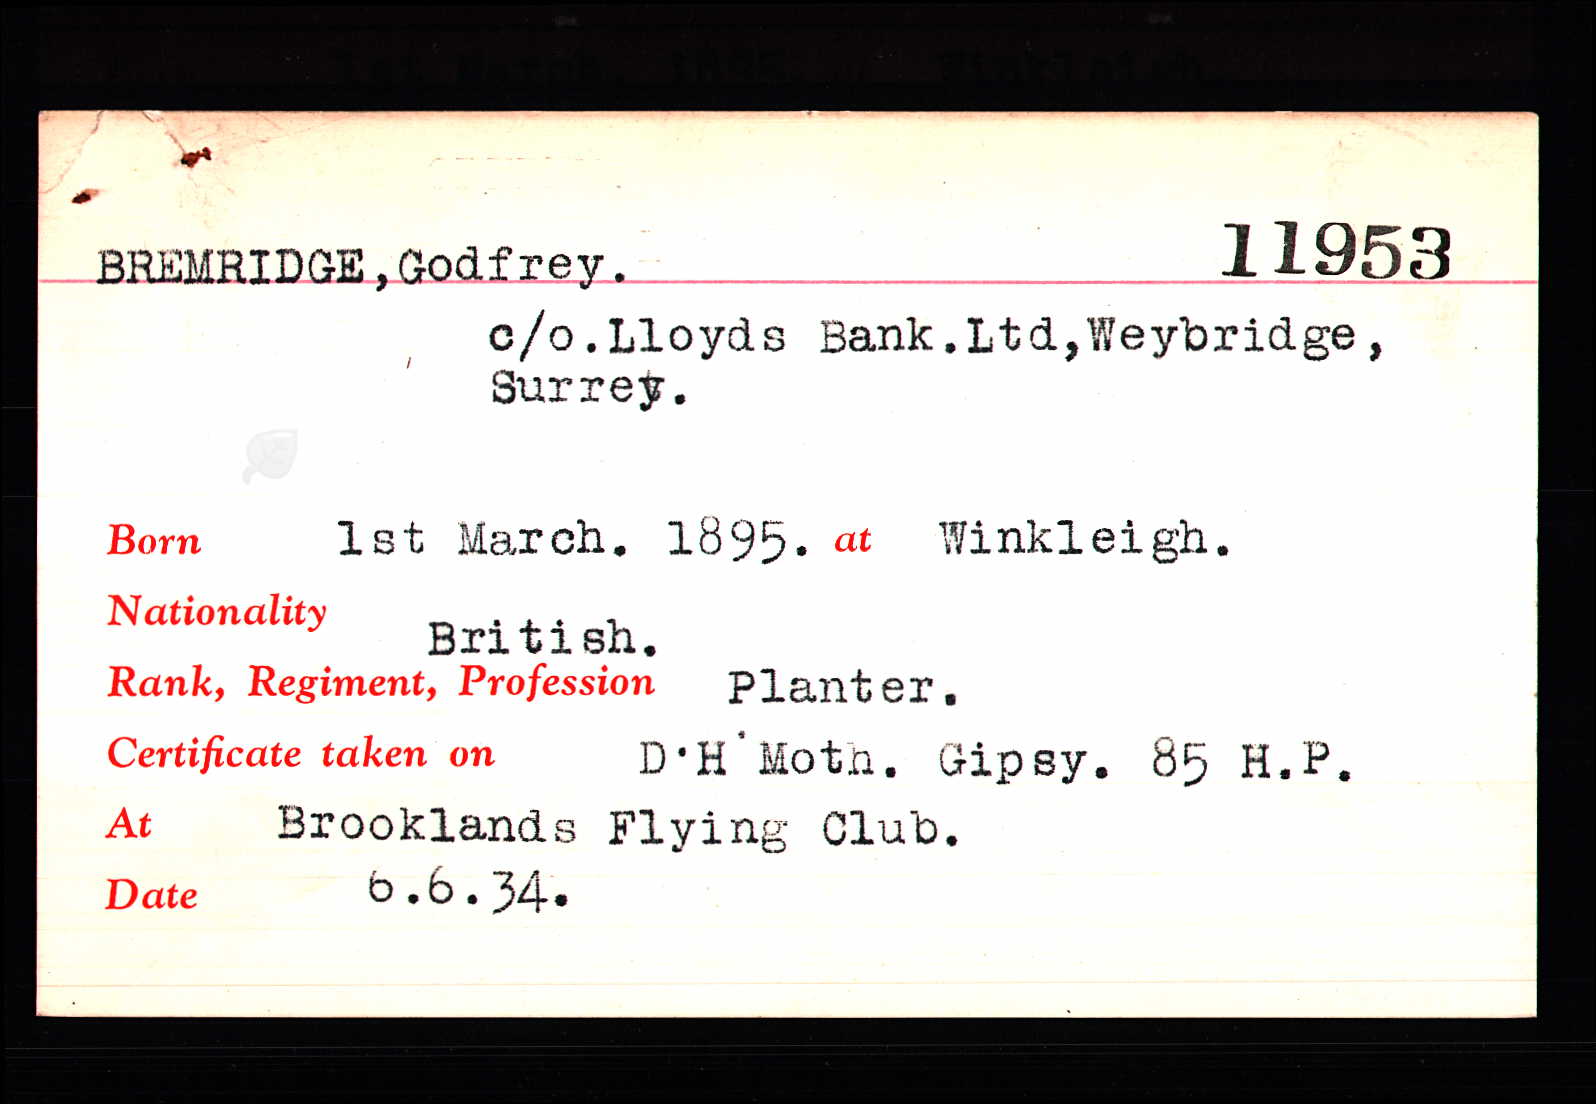 BREMRIDGE,Godfrey. 11953
c/o.Lloyds Bank.Ltd,Weybridge,
Surrey.
Born 1st March. 1895. at Winkleigh.
Nationality
British.
Rank, Regiment, Profession Planter.
Certificate taken on D.H.Moth. Gipsy. 85 H.P.
At Brooklands Flying Club.
Date 6.6.34.